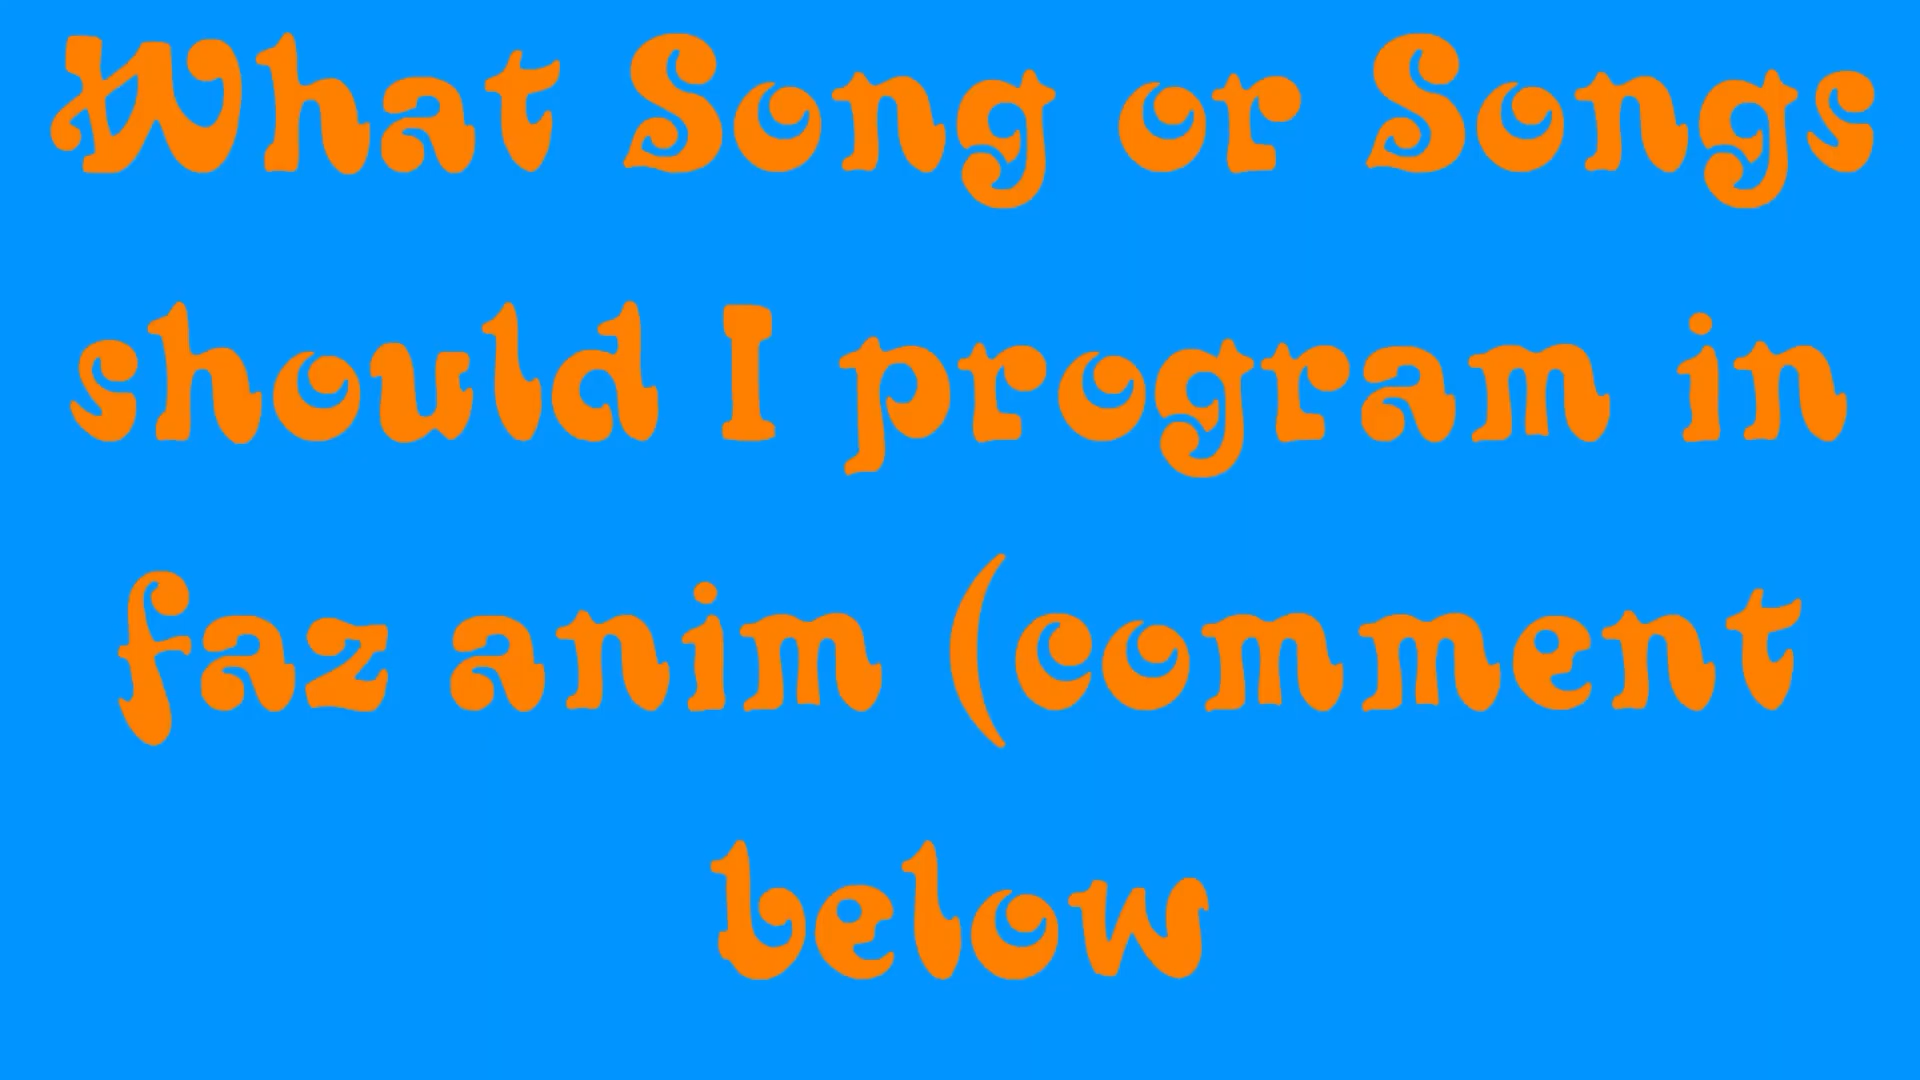 What Song or Songs
should I program in
faz anim (comment
below